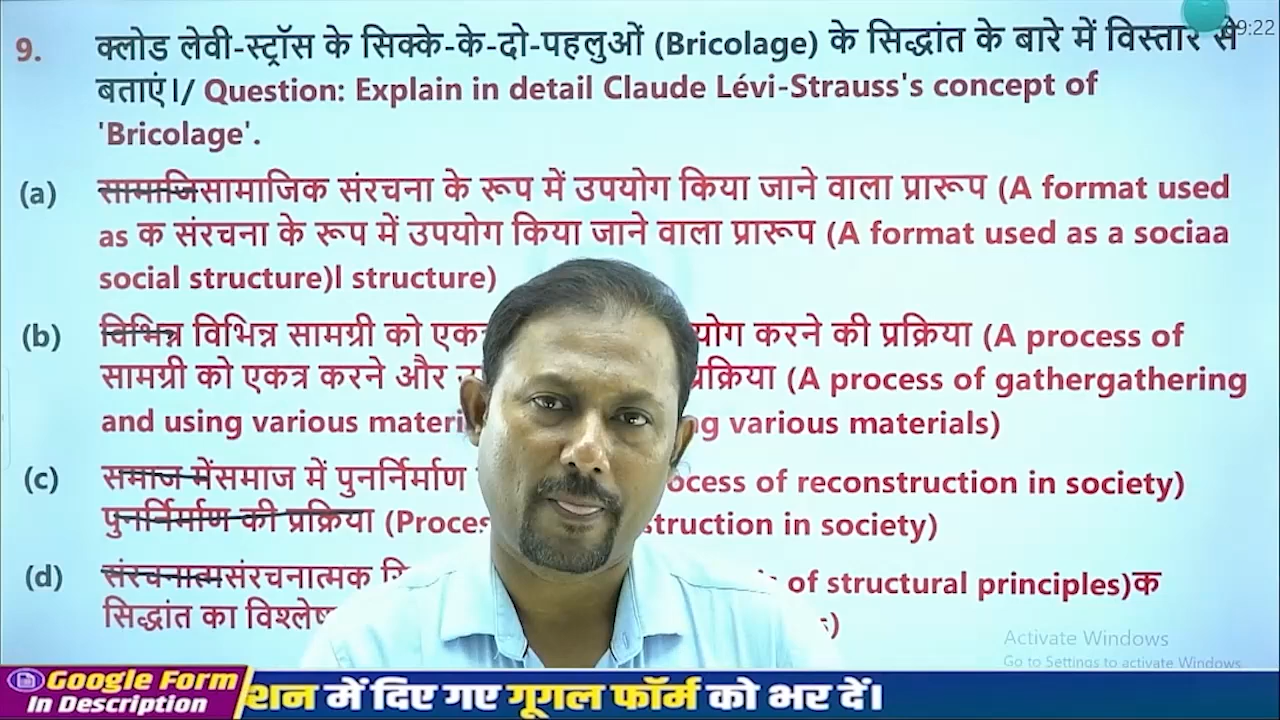 9. क्लोड लेवी-स्ट्रॉस के सिक्के-के-दो-पहलुओं (Bricolage) के सिद्धांत के बारे में विस्तार से
9:22
बताएं।/ Question: Explain in detail Claude Lévi-Strauss's concept of
'Bricolage'.
(a) सामाजिसामाजिक संरचना के रूप में उपयोग किया जाने वाला प्रारूप (A format used
as क संरचना के रूप में उपयोग किया जाने वाला प्रारूप (A format used as a sociaa
social structure)l structure)
(b) विभिन्न विभिन्न सामग्री को एकत्र योग करने की प्रक्रिया (A process of
सामग्री को एकत्र करने और प्रक्रिया (A process of gathergathering
and using various materi ng various materials)
(c) समाज मेंसमाज में पुनर्निर्माण ocess of reconstruction in society)
पुनर्निर्माण की प्रक्रिया (Proces struction in society)
(d) संरचनात्मसंरचनात्मक of structural principles)क
सिद्धांत का विश्लेष s)
Activate Windows
Go to Settings to activate Windows.
Google Form
In Description
शन में दिए गए गूगल फॉर्म को भर दें।